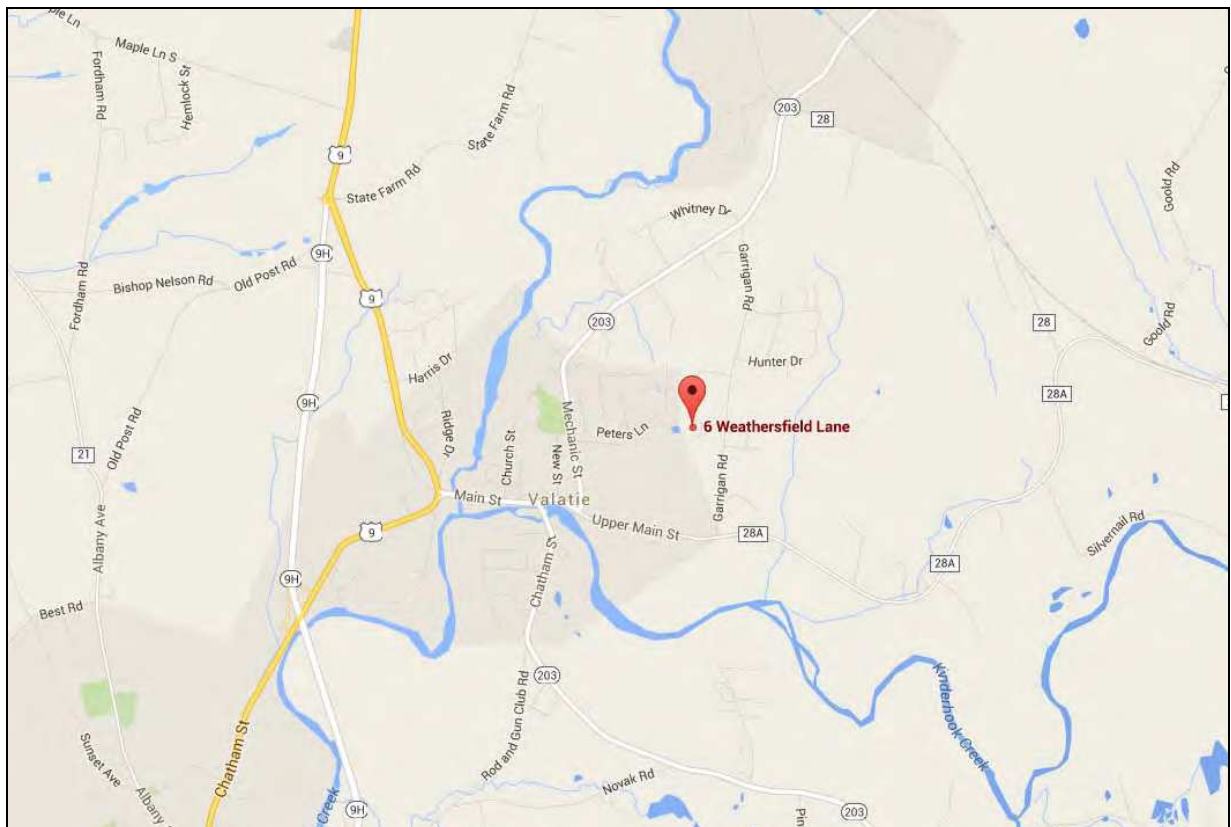 Maple Ln S
Fordham Rd
Hemlock St
9
State Farm Rd
State Farm Rd
203
28
Whitney Dr
Goold Rd
9H
Old Post Rd
Bishop Nelson Rd
9
Fordham Rd
Garrigan Rd
203
28
Goold Rd
Harris Dr
Hunter Dr
28A
9H
Old Post Rd
Ridge Dr
Church St
Mechanic St
New St
Peters Ln
6 Weathersfield Lane
21
Garrigan Rd
Main St
Valatie
Upper Main St
28A
9
Silvernail Rd
Albany Ave
9H
Chatham St
28A
Best Rd
203
Kinderhook Creek
Rod and Gun Club Rd
Chatham St
Sunset Ave
Novak Rd
Albany
Creek
9H
203
Pin